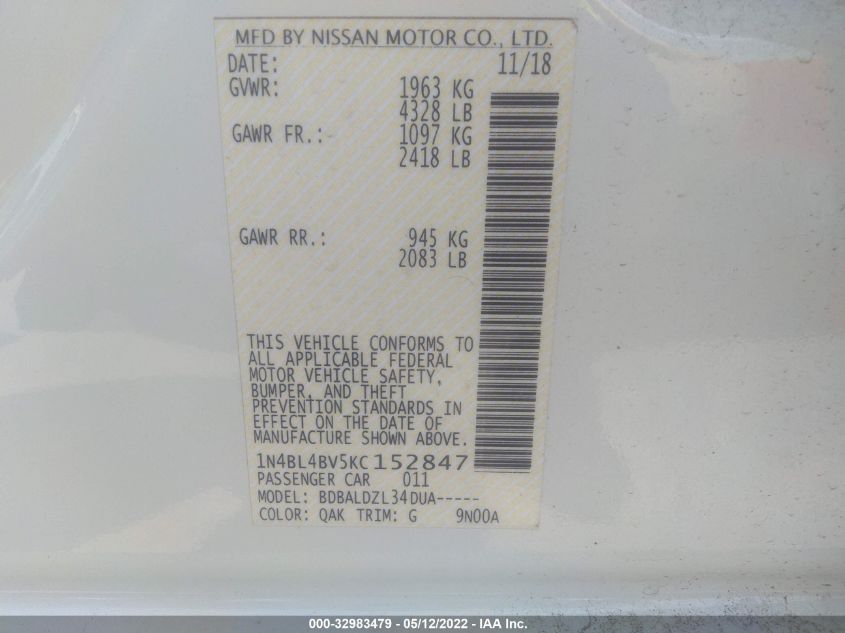 MFD BY NISSAN MOTOR CO., LTD.
DATE: 11/18
GVWR: 1963 KG
4328 LB
GAWR FR.: 1097 KG
2418 LB
GAWR RR.: 945 KG
2083 LB
THIS VEHICLE CONFORMS TO
ALL APPLICABLE FEDERAL
MOTOR VEHICLE SAFETY,
BUMPER, AND THEFT
PREVENTION STANDARDS IN
EFFECT ON THE DATE OF
MANUFACTURE SHOWN ABOVE.
1N4BL4BV5KC152847
PASSENGER CAR 011
MODEL: BDBALDZL34DUA-----
COLOR: QAK TRIM: G 9N00A
000-32983479 - 05/12/2022 - IAA Inc.